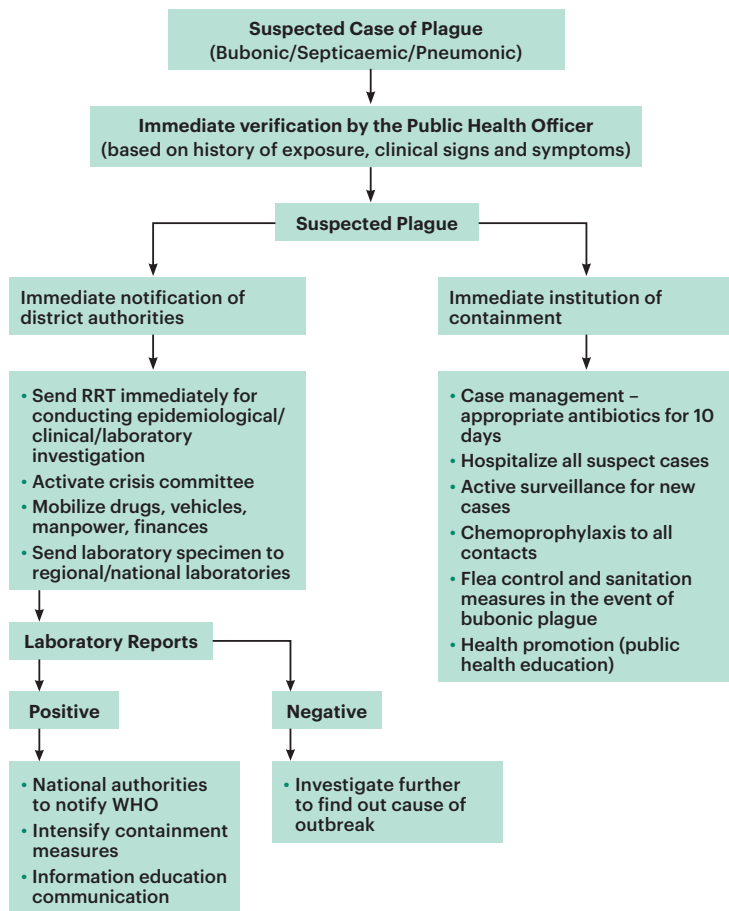 Suspected Case of Plague
(Bubonic/Septicaemic/Pneumonic)
Immediate verification by the Public Health Officer
(based on history of exposure, clinical signs and symptoms)
Suspected Plague
Immediate notification of
district authorities
• Send RRT immediately for
conducting epidemiological/
clinical/laboratory
investigation
• Activate crisis committee
• Mobilize drugs, vehicles,
manpower, finances
• Send laboratory specimen to
regional/national laboratories
Laboratory Reports
Positive
• National authorities
to notify WHO
• Intensify containment
measures
• Information education
communication
Negative
• Investigate further
to find out cause of
outbreak
Immediate institution of
containment
• Case management –
appropriate antibiotics for 10
days
• Hospitalize all suspect cases
• Active surveillance for new
cases
• Chemoprophylaxis to all
contacts
• Flea control and sanitation
measures in the event of
bubonic plague
• Health promotion (public
health education)